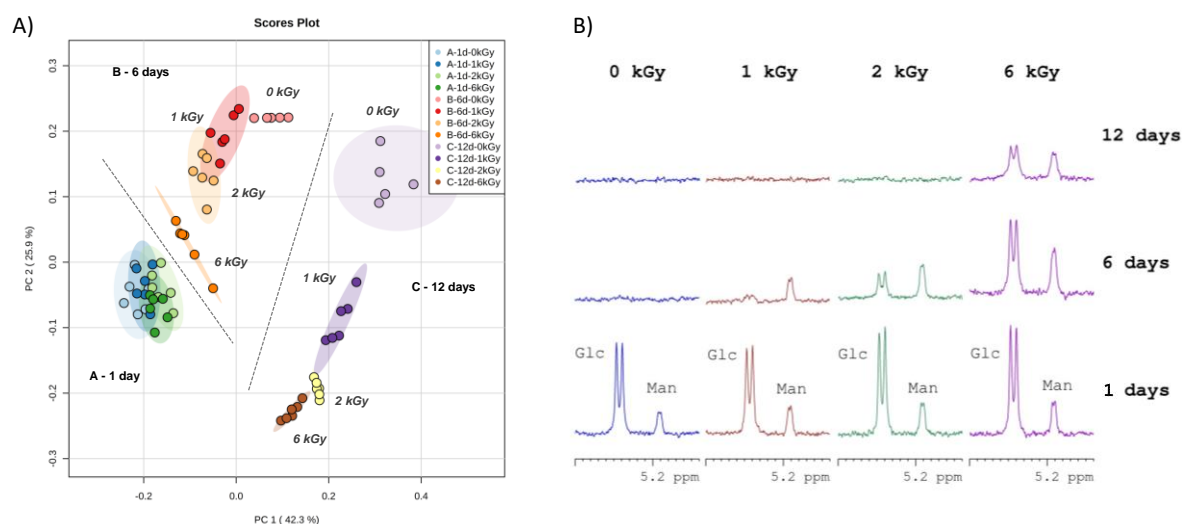 A)
Scores Plot
B - 6 days
0 kGy
1 kGy
2 kGy
6 kGy
0 kGy
1 kGy
C - 12 days
2 kGy
6 kGy
A - 1 day
A-1d-0kGy
A-1d-1kGy
A-1d-2kGy
A-1d-6kGy
B-6d-0kGy
B-6d-1kGy
B-6d-2kGy
B-6d-6kGy
C-12d-0kGy
C-12d-1kGy
C-12d-2kGy
C-12d-6kGy
0.3
0.2
0.1
0.0
-0.1
-0.2
-0.3
PC 2 ( 25.9 %)
-0.2
0.0
0.2
0.4
PC 1 ( 42.3 %)
B)
0 kGy 1 kGy 2 kGy 6 kGy
12 days
6 days
Glc Man Glc Man Glc Man Glc Man
1 days
5.2 ppm 5.2 ppm 5.2 ppm 5.2 ppm